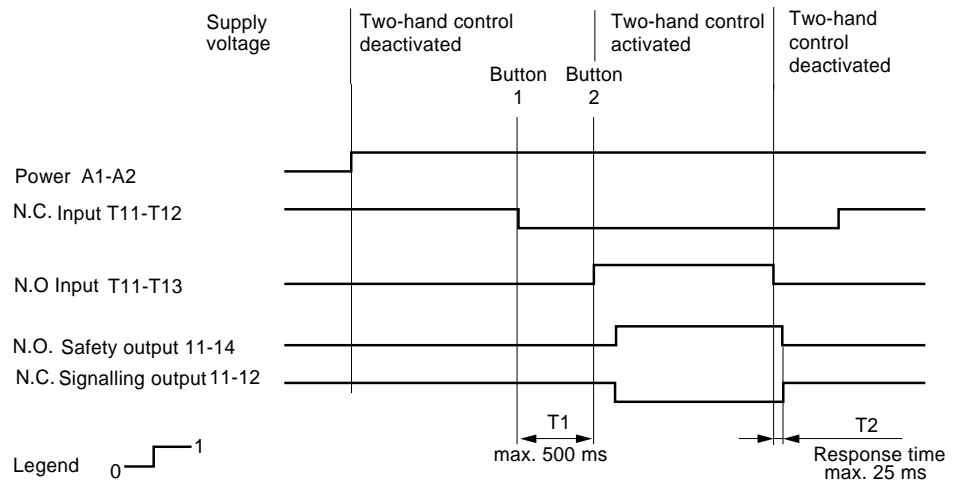 Supply
voltage
Two-hand control
deactivated
Two-hand control
activated
Two-hand
control
deactivated
Button
1
Button
2
Power A1-A2
N.C. Input T11-T12
N.O Input T11-T13
N.O. Safety output 11-14
N.C. Signalling output 11-12
T1
max. 500 ms
T2
Response time
max. 25 ms
Legend 0 1